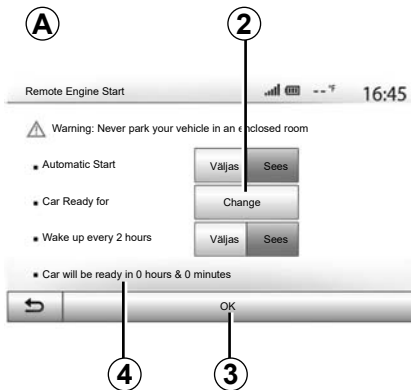 A
2
Remote Engine Start
-- °F
16:45
Warning: Never park your vehicle in an enclosed room
Automatic Start
Väljas Sees
Car Ready for
Change
Wake up every 2 hours
Väljas Sees
Car will be ready in 0 hours & 0 minutes
OK
4
3